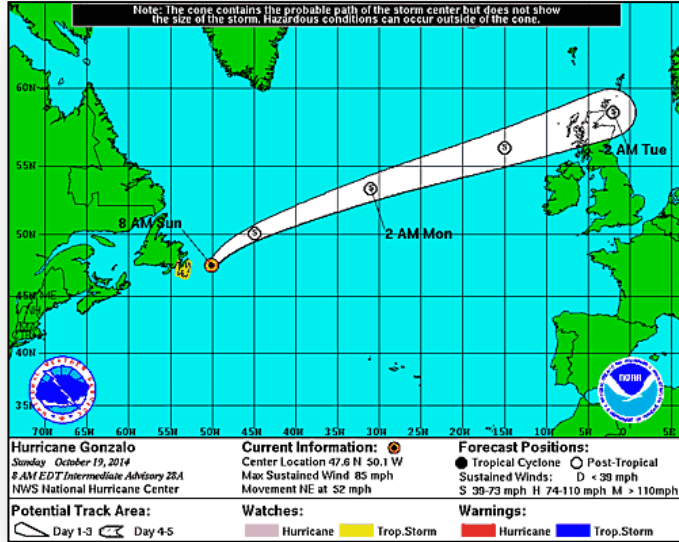 Note: The cone contains the probable path of the storm center but does not show
the size of the storm. Hazardous conditions can occur outside of the cone.
60N
2 AM Tue
55N
8 AM Sun
50N
2 AM Mon
45N
ME
40N
NOAA
35N
70W 65W 60W 55W 50W 45W 40W 35W 30W 25W 20W 15W 10W 5W 0 5E
Hurricane Gonzalo
Sunday October 19, 2014
8 AM EDT Intermediate Advisory 28A
NWS National Hurricane Center
Current Information:
Center Location 47.6 N 50.1 W
Max Sustained Wind 85 mph
Movement NE at 52 mph
Forecast Positions:
Tropical Cyclone Post-Tropical
Sustained Winds: D < 39 mph
S 39-73 mph H 74-110 mph M > 110mph
Potential Track Area:
Day 1-3 Day 4-5
Watches:
Hurricane Trop.Storm
Warnings:
Hurricane Trop.Storm